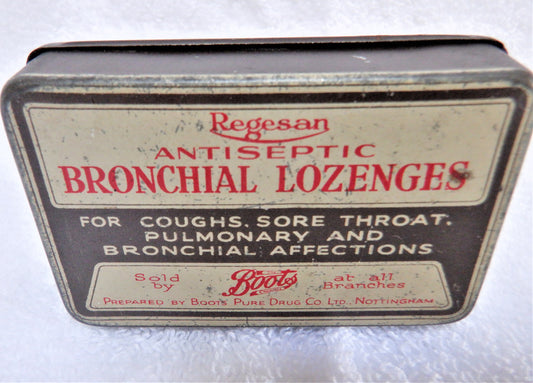 Regesan
ANTISEPTIC
BRONCHIAL LOZENGES
FOR COUGHS, SORE THROAT,
PULMONARY AND
BRONCHIAL AFFECTIONS
Sold by Boots at all Branches
PREPARED BY BOOTS PURE DRUG CO. LTD., NOTTINGHAM